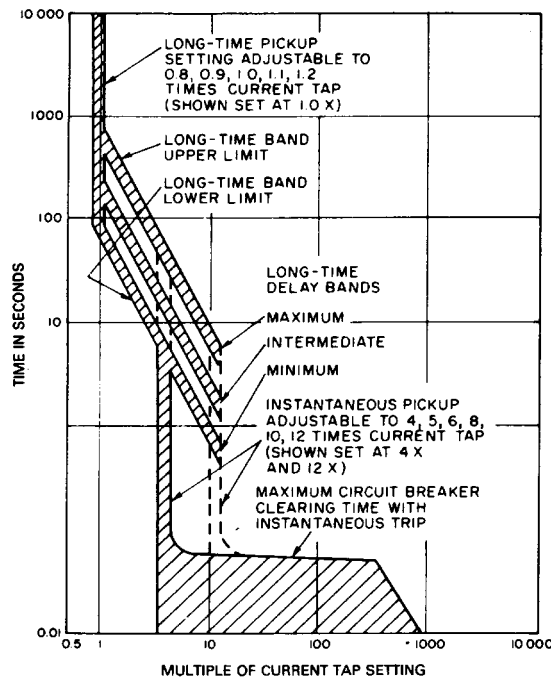 10 000
LONG-TIME PICKUP
SETTING ADJUSTABLE TO
0.8, 0.9, 1.0, 1.1, 1.2
TIMES CURRENT TAP
(SHOWN SET AT 1.0 X)
1000
LONG-TIME BAND
UPPER LIMIT
LONG-TIME BAND
LOWER LIMIT
100
LONG-TIME
DELAY BANDS
10
MAXIMUM
INTERMEDIATE
MINIMUM
INSTANTANEOUS PICKUP
ADJUSTABLE TO 4, 5, 6, 8,
10, 12 TIMES CURRENT TAP
(SHOWN SET AT 4 X
AND 12 X)
MAXIMUM CIRCUIT BREAKER
CLEARING TIME WITH
INSTANTANEOUS TRIP
0.01
TIME IN SECONDS
0.5 1 10 100 1000 10 000
MULTIPLE OF CURRENT TAP SETTING